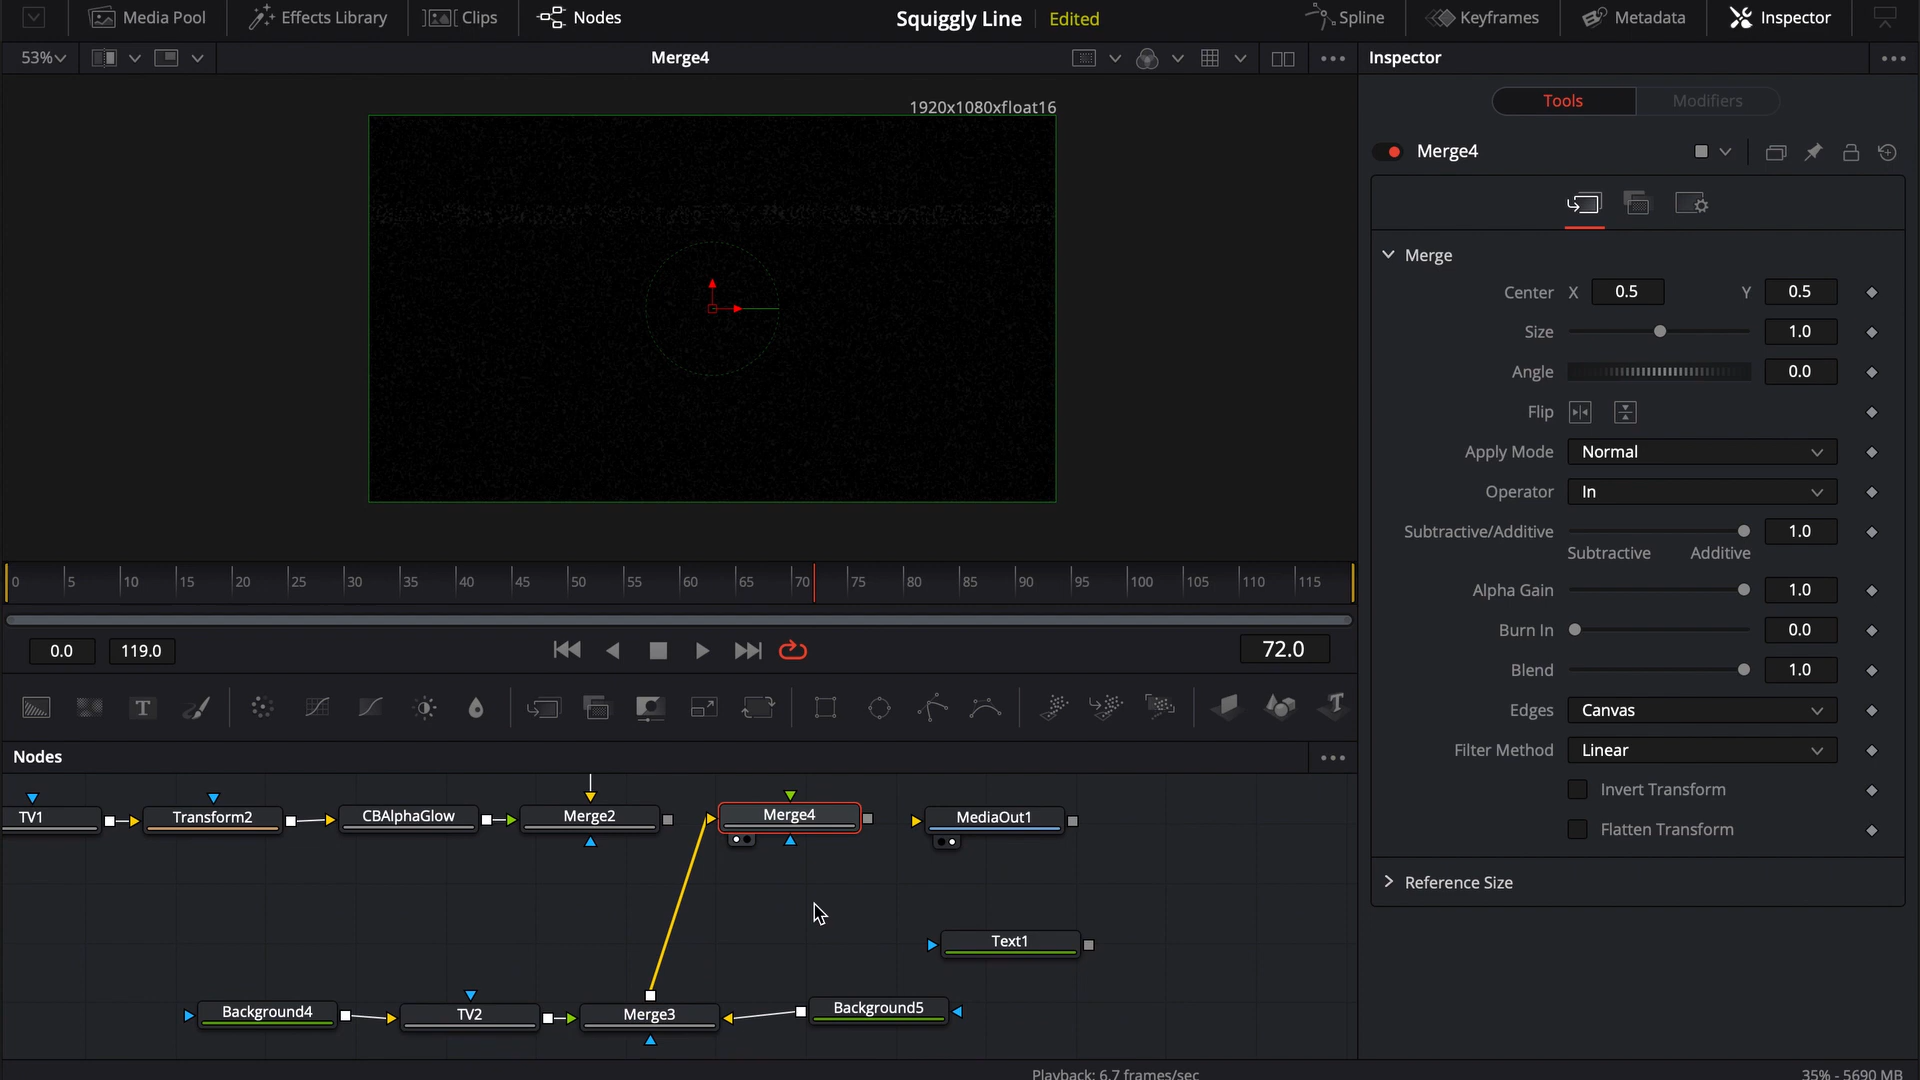 Media Pool
Effects Library
Clips
Nodes
Squiggly Line
Edited
Spline
Keyframes
Metadata
Inspector
53%
Merge4
Inspector
1920x1080xfloat16
Tools
Modifiers
Merge4
Merge
Center X 0.5 Y 0.5
Size 1.0
Angle 0.0
Flip
Apply Mode Normal
Operator In
Subtractive/Additive 1.0
Subtractive Additive
Alpha Gain 1.0
Burn In 0.0
Blend 1.0
Edges Canvas
Filter Method Linear
Invert Transform
Flatten Transform
Reference Size
0 5 10 15 20 25 30 35 40 45 50 55 60 65 70 75 80 85 90 95 100 105 110 115
0.0 119.0 72.0
T T
Nodes
TV1 Transform2 CBAlphaGlow Merge2 Merge4 MediaOut1
Text1
Background4 TV2 Merge3 Background5
Playback: 6.7 frames/sec
35% - 5690 MB